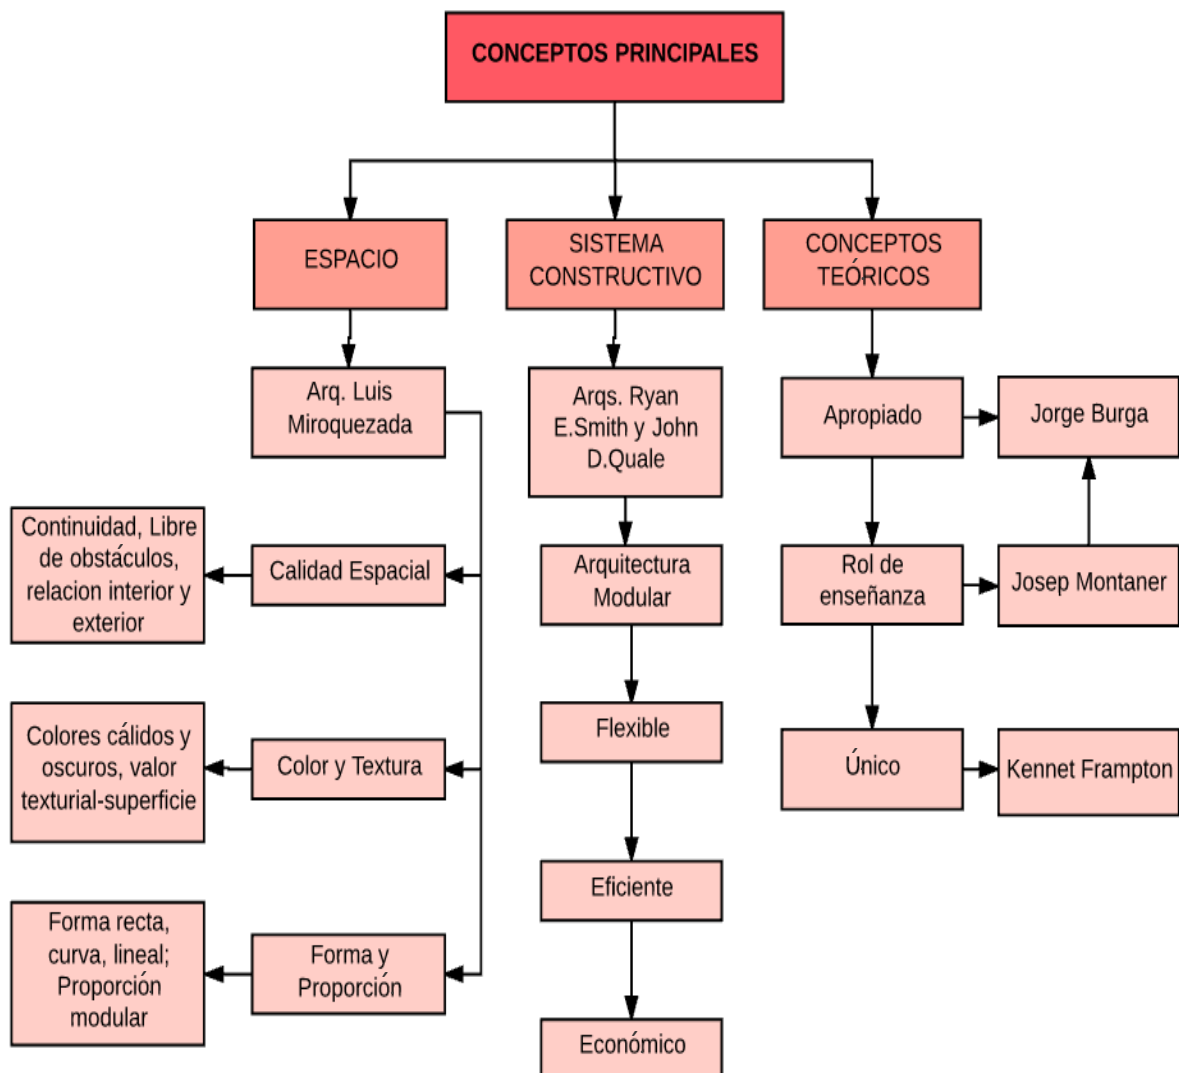 CONCEPTOS PRINCIPALES
ESPACIO
SISTEMA
CONSTRUCTIVO
CONCEPTOS
TEÓRICOS
Arq. Luis
Miroquezada
Arqs. Ryan
E.Smith y John
D.Quale
Apropiado
Jorge Burga
Continuidad, Libre
de obstáculos,
relacion interior y
exterior
Calidad Espacial
Arquitectura
Modular
Rol de
enseñanza
Josep Montaner
Colores cálidos y
oscuros, valor
texturial-superficie
Color y Textura
Flexible
Único
Kennet Frampton
Eficiente
Forma recta,
curva, lineal;
Proporción
modular
Forma y
Proporción
Económico